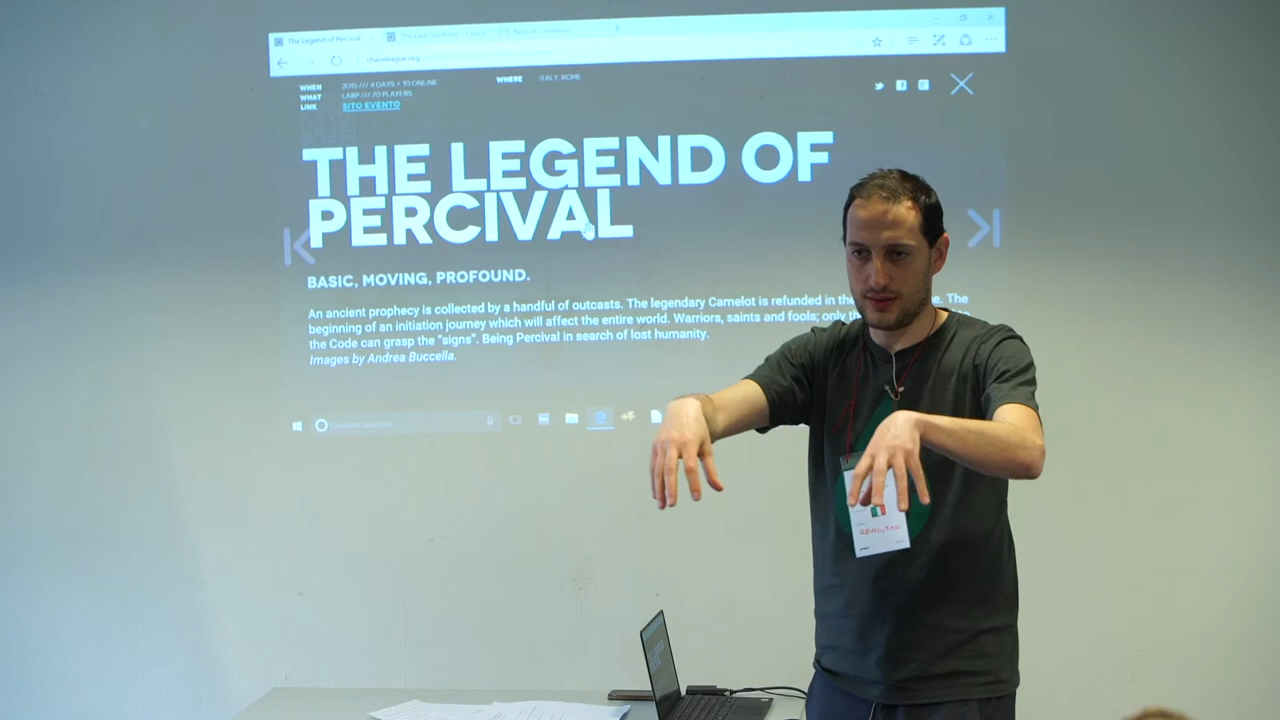 The Legend of Percival
chaosleague.org
WHEN 2015 /// 4 DAYS + 10 ONLINE
WHERE ITALY, ROME
WHAT LARP /// 70 PLAYERS
LINK SITO EVENTO
THE LEGEND OF
PERCIVAL
BASIC, MOVING, PROFOUND.
An ancient prophecy is collected by a handful of outcasts. The legendary Camelot is refunded in the The
beginning of an initiation journey which will affect the entire world. Warriors, saints and fools; only
the Code can grasp the "signs". Being Percival in search of lost humanity.
Images by Andrea Buccella.